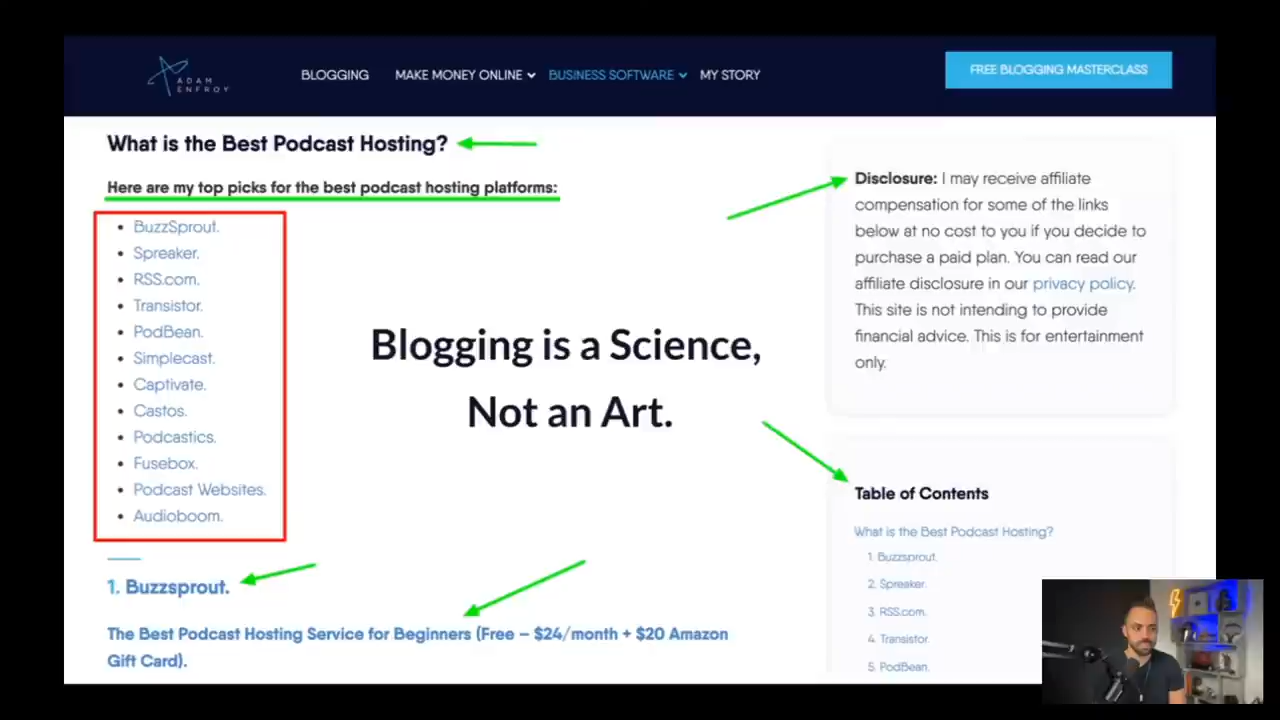 ADAM
ENFROY
BLOGGING
MAKE MONEY ONLINE
BUSINESS SOFTWARE
MY STORY
FREE BLOGGING MASTERCLASS
What is the Best Podcast Hosting?
Here are my top picks for the best podcast hosting platforms:
BuzzSprout.
Spreaker.
RSS.com.
Transistor.
PodBean.
Simplecast.
Captivate.
Castos.
Podcastics.
Fusebox.
Podcast Websites.
Audioboom.
1. Buzzsprout.
The Best Podcast Hosting Service for Beginners (Free – $24/month + $20 Amazon
Gift Card).
Blogging is a Science,
Not an Art.
Disclosure: I may receive affiliate
compensation for some of the links
below at no cost to you if you decide to
purchase a paid plan. You can read our
affiliate disclosure in our privacy policy.
This site is not intending to provide
financial advice. This is for entertainment
only.
Table of Contents
What is the Best Podcast Hosting?
1. Buzzsprout.
2. Spreaker.
3. RSS.com.
4. Transistor.
5. PodBean.